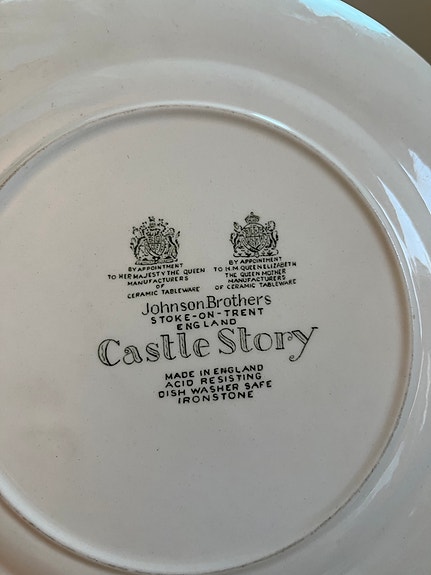 BY APPOINTMENT
TO HER MAJESTY THE QUEEN
MANUFACTURERS
OF
CERAMIC TABLEWARE
BY APPOINTMENT
TO H.M QUEEN ELIZABETH
THE QUEEN MOTHER
MANUFACTURERS
OF CERAMIC TABLEWARE
Johnson Brothers
STOKE-ON-TRENT
ENGLAND
Castle Story
MADE IN ENGLAND
ACID RESISTING
DISH WASHER SAFE
IRONSTONE